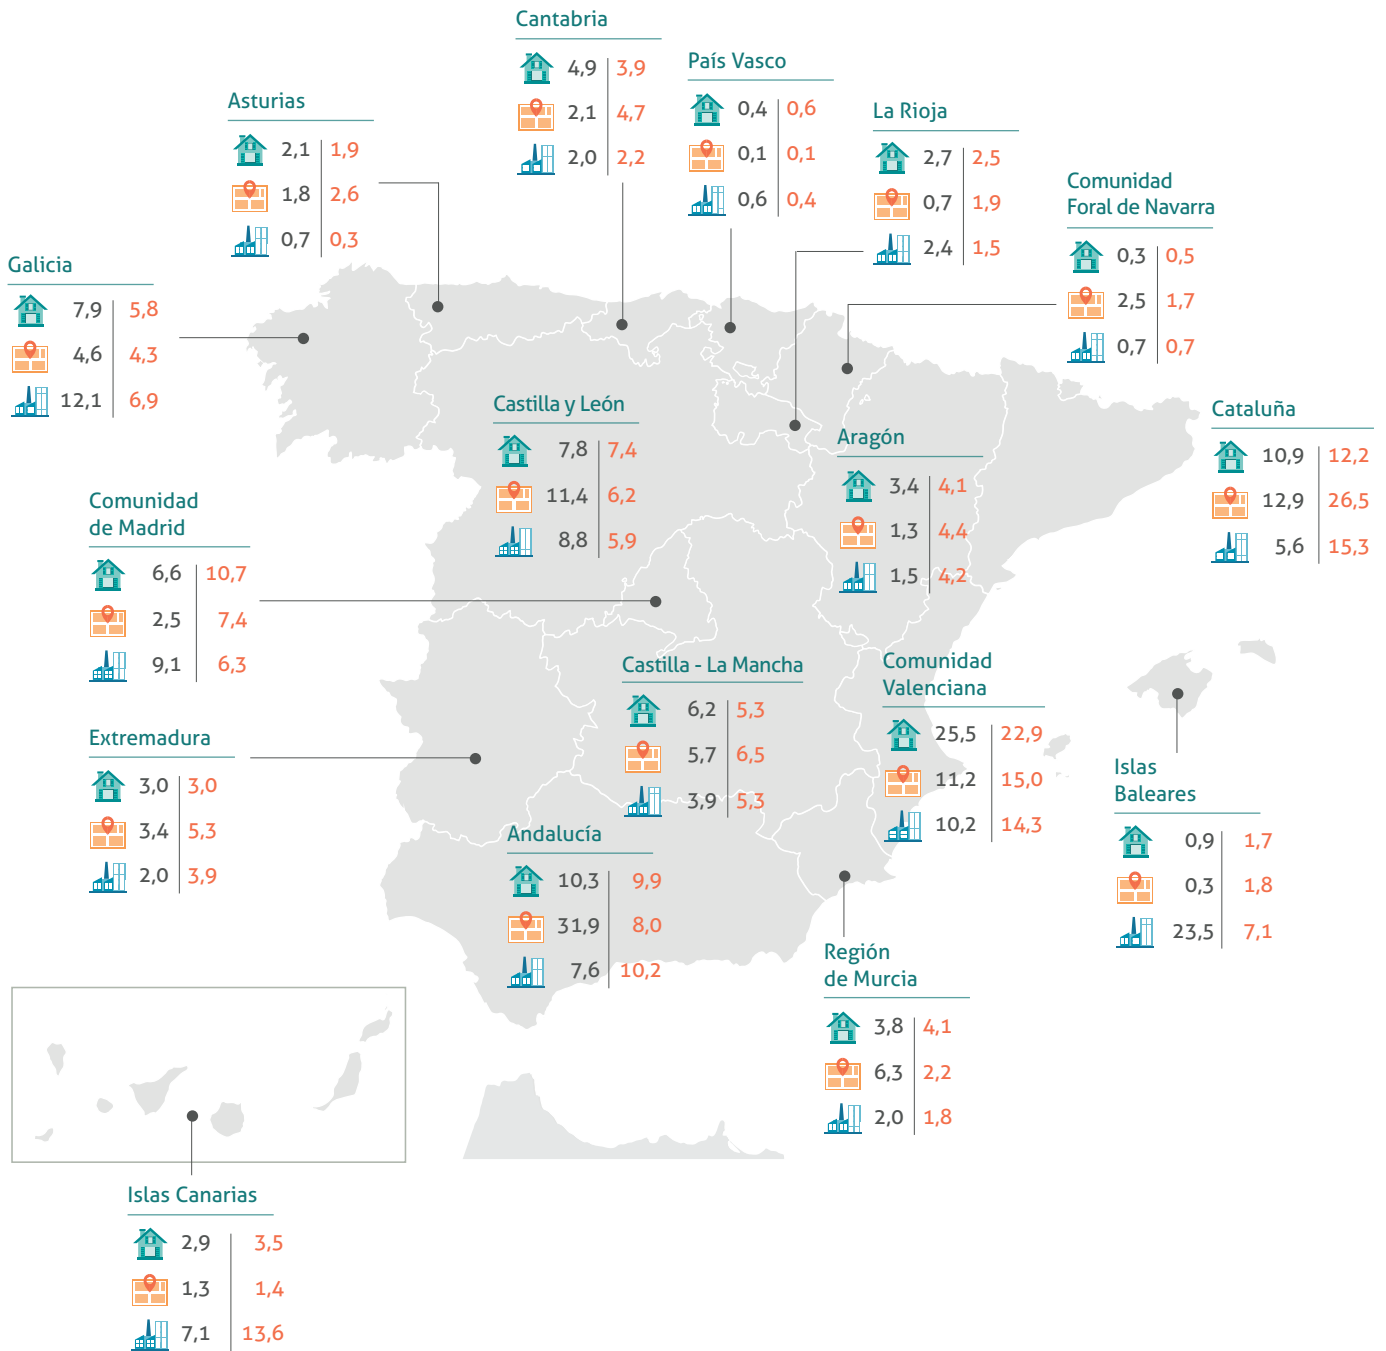 Cantabria
4,9 3,9
2,1 4,7
2,0 2,2
País Vasco
0,4 0,6
0,1 0,1
0,6 0,4
Asturias
2,1 1,9
1,8 2,6
0,7 0,3
La Rioja
2,7 2,5
0,7 1,9
2,4 1,5
Comunidad
Foral de Navarra
0,3 0,5
2,5 1,7
0,7 0,7
Galicia
7,9 5,8
4,6 4,3
12,1 6,9
Castilla y León
7,8 7,4
11,4 6,2
8,8 5,9
Aragón
3,4 4,1
1,3 4,4
1,5 4,2
Cataluña
10,9 12,2
12,9 26,5
5,6 15,3
Comunidad
de Madrid
6,6 10,7
2,5 7,4
9,1 6,3
Castilla - La Mancha
6,2 5,3
5,7 6,5
3,9 5,3
Comunidad
Valenciana
25,5 22,9
11,2 15,0
10,2 14,3
Extremadura
3,0 3,0
3,4 5,3
2,0 3,9
Islas
Baleares
0,9 1,7
0,3 1,8
23,5 7,1
Andalucía
10,3 9,9
31,9 8,0
7,6 10,2
Región
de Murcia
3,8 4,1
6,3 2,2
2,0 1,8
Islas Canarias
2,9 3,5
1,3 1,4
7,1 13,6